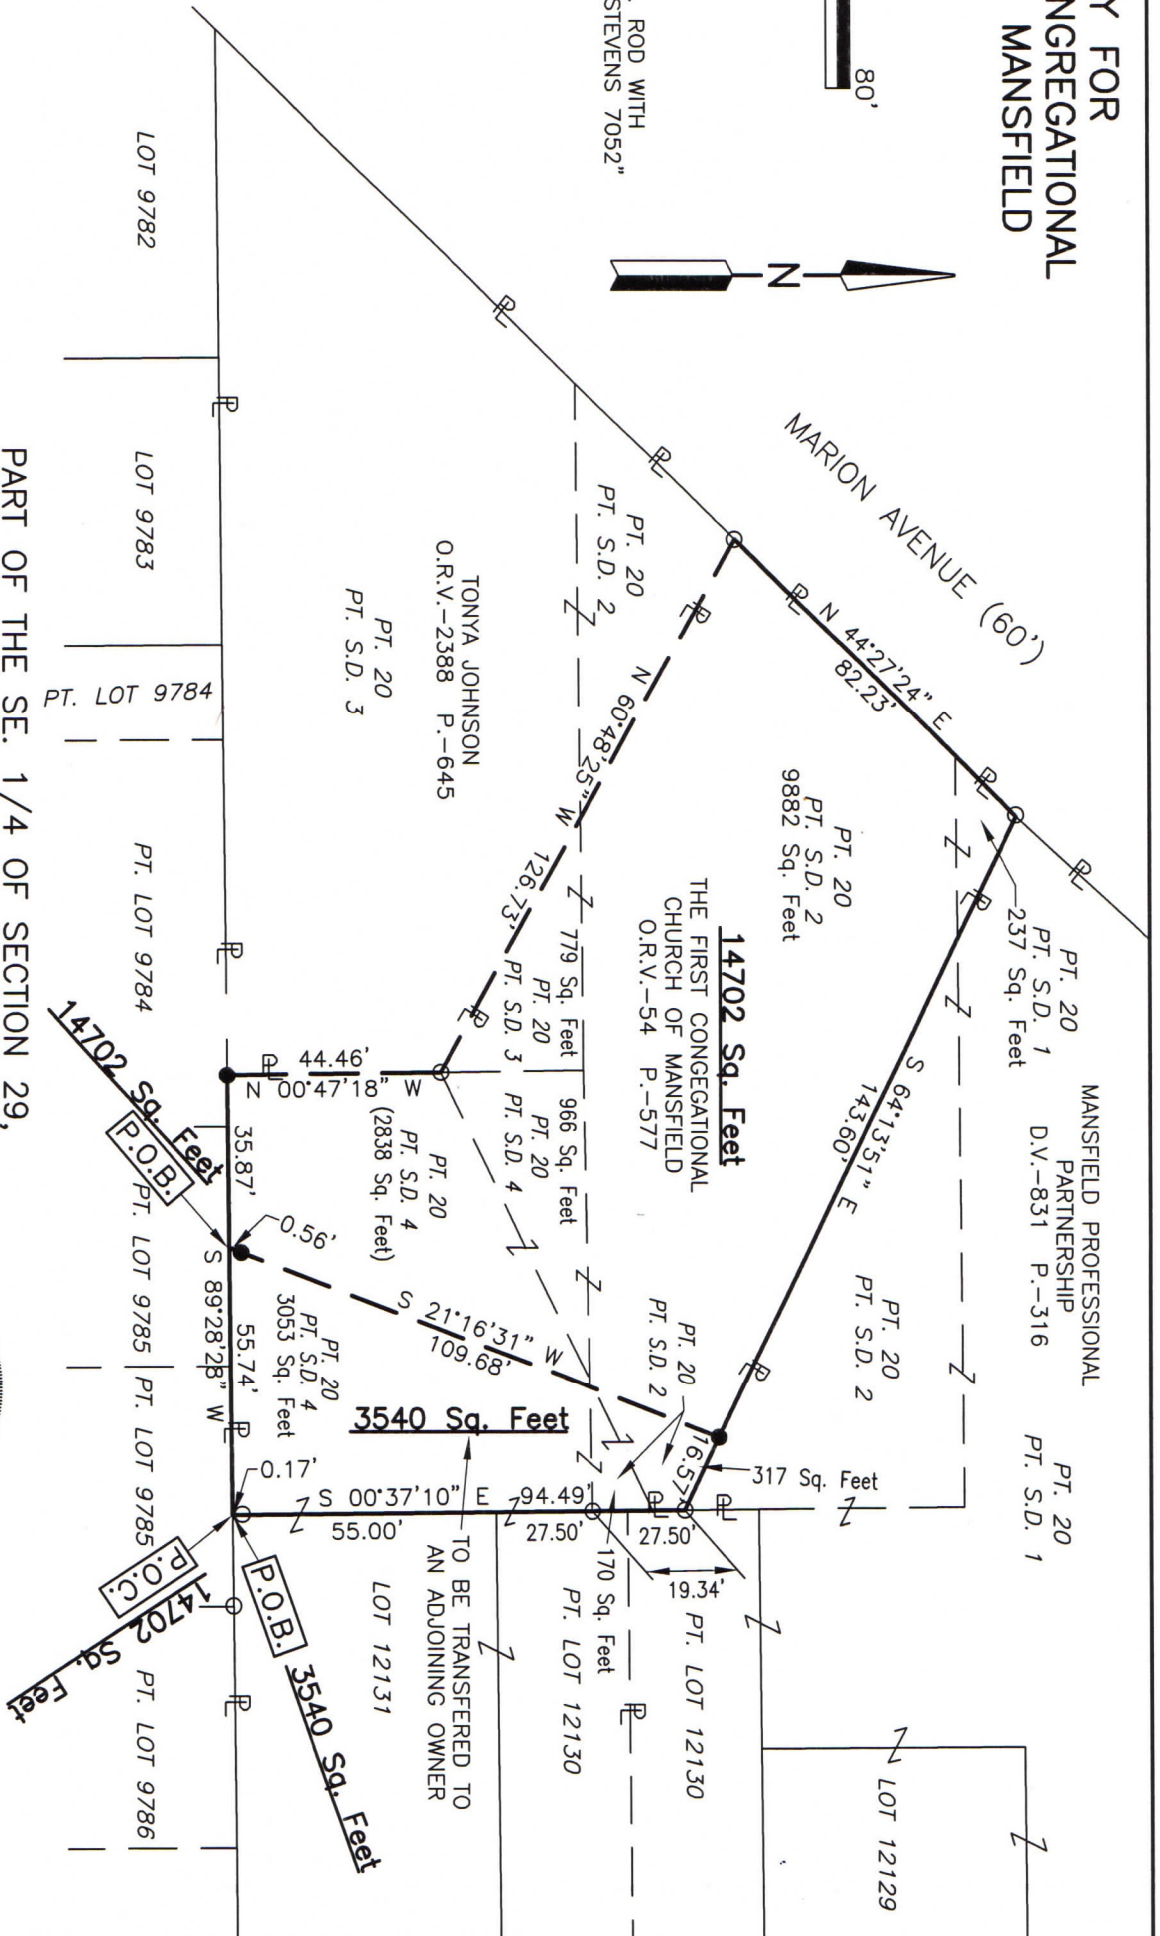 Y FOR
NGREGATIONAL
MANSFIELD
80'
ROD WITH
STEVENS 7052"
N
MARION AVENUE (60')
N 44°27'24" E
82.23'
PT. 20
PT. S.D. 1
237 Sq. Feet
MANSFIELD PROFESSIONAL
PARTNERSHIP
D.V.-831 P.-316
PT. 20
PT. S.D. 1
PT. 20
PT. S.D. 2
S 64°13'51" E
143.60'
PT. 20
PT. S.D. 2
9882 Sq. Feet
14702 Sq. Feet
THE FIRST CONGEGATIONAL
CHURCH OF MANSFIELD
O.R.V.-54 P.-577
PT. 20
PT. S.D. 2
PT. 20
PT. S.D. 2
N 60°48'25" W
126.73'
779 Sq. Feet
PT. 20
PT. S.D. 3
966 Sq. Feet
PT. 20
PT. S.D. 4
TONYA JOHNSON
O.R.V.-2388 P.-645
PT. 20
PT. S.D. 3
44.46'
N 00°47'18" W
PT. 20
PT. S.D. 4
(2838 Sq. Feet)
S 21°16'31" W
109.68'
16.57'
317 Sq. Feet
3540 Sq. Feet
PT. 20
PT. S.D. 4
3053 Sq. Feet
0.56'
0.17'
35.87'
55.74'
S 89°28'28" W
S 00°37'10" E 94.49'
55.00'
27.50'
27.50'
19.34'
170 Sq. Feet
TO BE TRANSFERED TO
AN ADJOINING OWNER
LOT 12129
PT. LOT 12130
PT. LOT 12130
LOT 12131
14702 Sq. Feet
P.O.B.
P.O.B.
3540 Sq. Feet
P.O.C.
14702 Sq. Feet
LOT 9782
LOT 9783
PT. LOT 9784
PT. LOT 9784
PT. LOT 9785
PT. LOT 9785
PT. LOT 9786
PART OF THE SE. 1/4 OF SECTION 29,